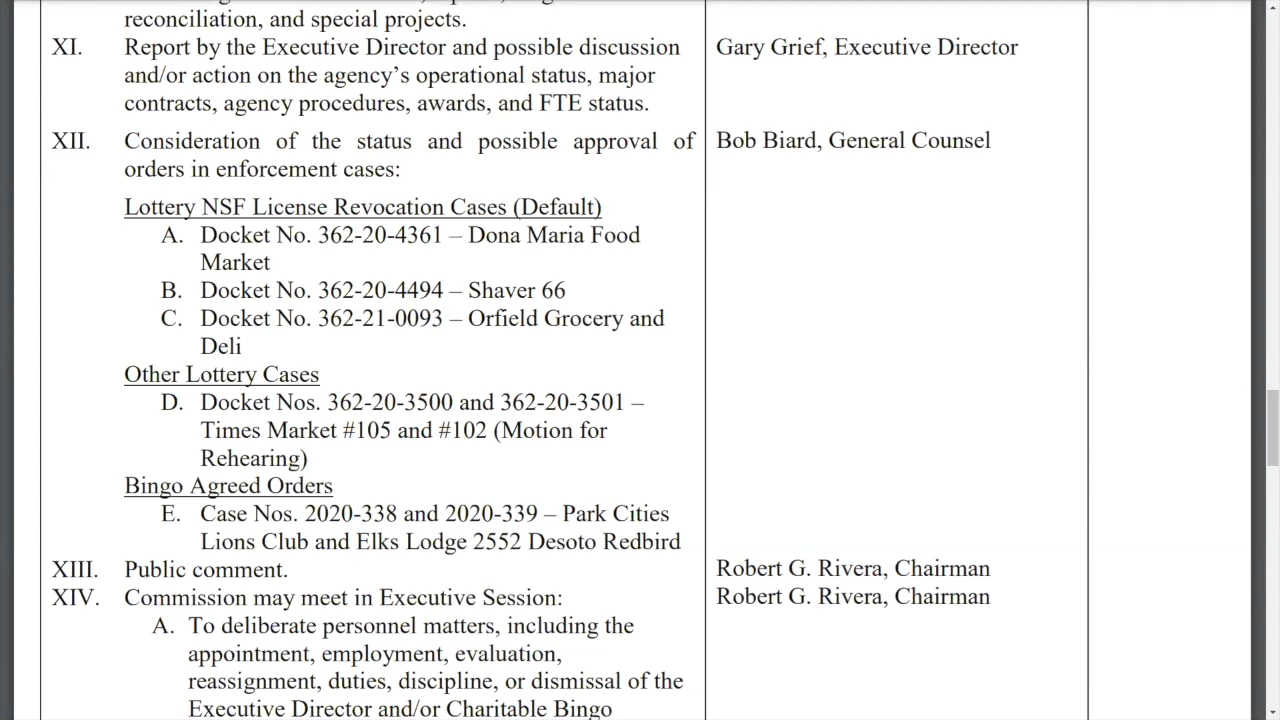 reconciliation, and special projects.
XI. Report by the Executive Director and possible discussion Gary Grief, Executive Director
and/or action on the agency's operational status, major
contracts, agency procedures, awards, and FTE status.
XII. Consideration of the status and possible approval of Bob Biard, General Counsel
orders in enforcement cases:
Lottery NSF License Revocation Cases (Default)
A. Docket No. 362-20-4361 – Dona Maria Food
Market
B. Docket No. 362-20-4494 – Shaver 66
C. Docket No. 362-21-0093 – Orfield Grocery and
Deli
Other Lottery Cases
D. Docket Nos. 362-20-3500 and 362-20-3501 –
Times Market #105 and #102 (Motion for
Rehearing)
Bingo Agreed Orders
E. Case Nos. 2020-338 and 2020-339 – Park Cities
Lions Club and Elks Lodge 2552 Desoto Redbird
XIII. Public comment. Robert G. Rivera, Chairman
XIV. Commission may meet in Executive Session: Robert G. Rivera, Chairman
A. To deliberate personnel matters, including the
appointment, employment, evaluation,
reassignment, duties, discipline, or dismissal of the
Executive Director and/or Charitable Bingo